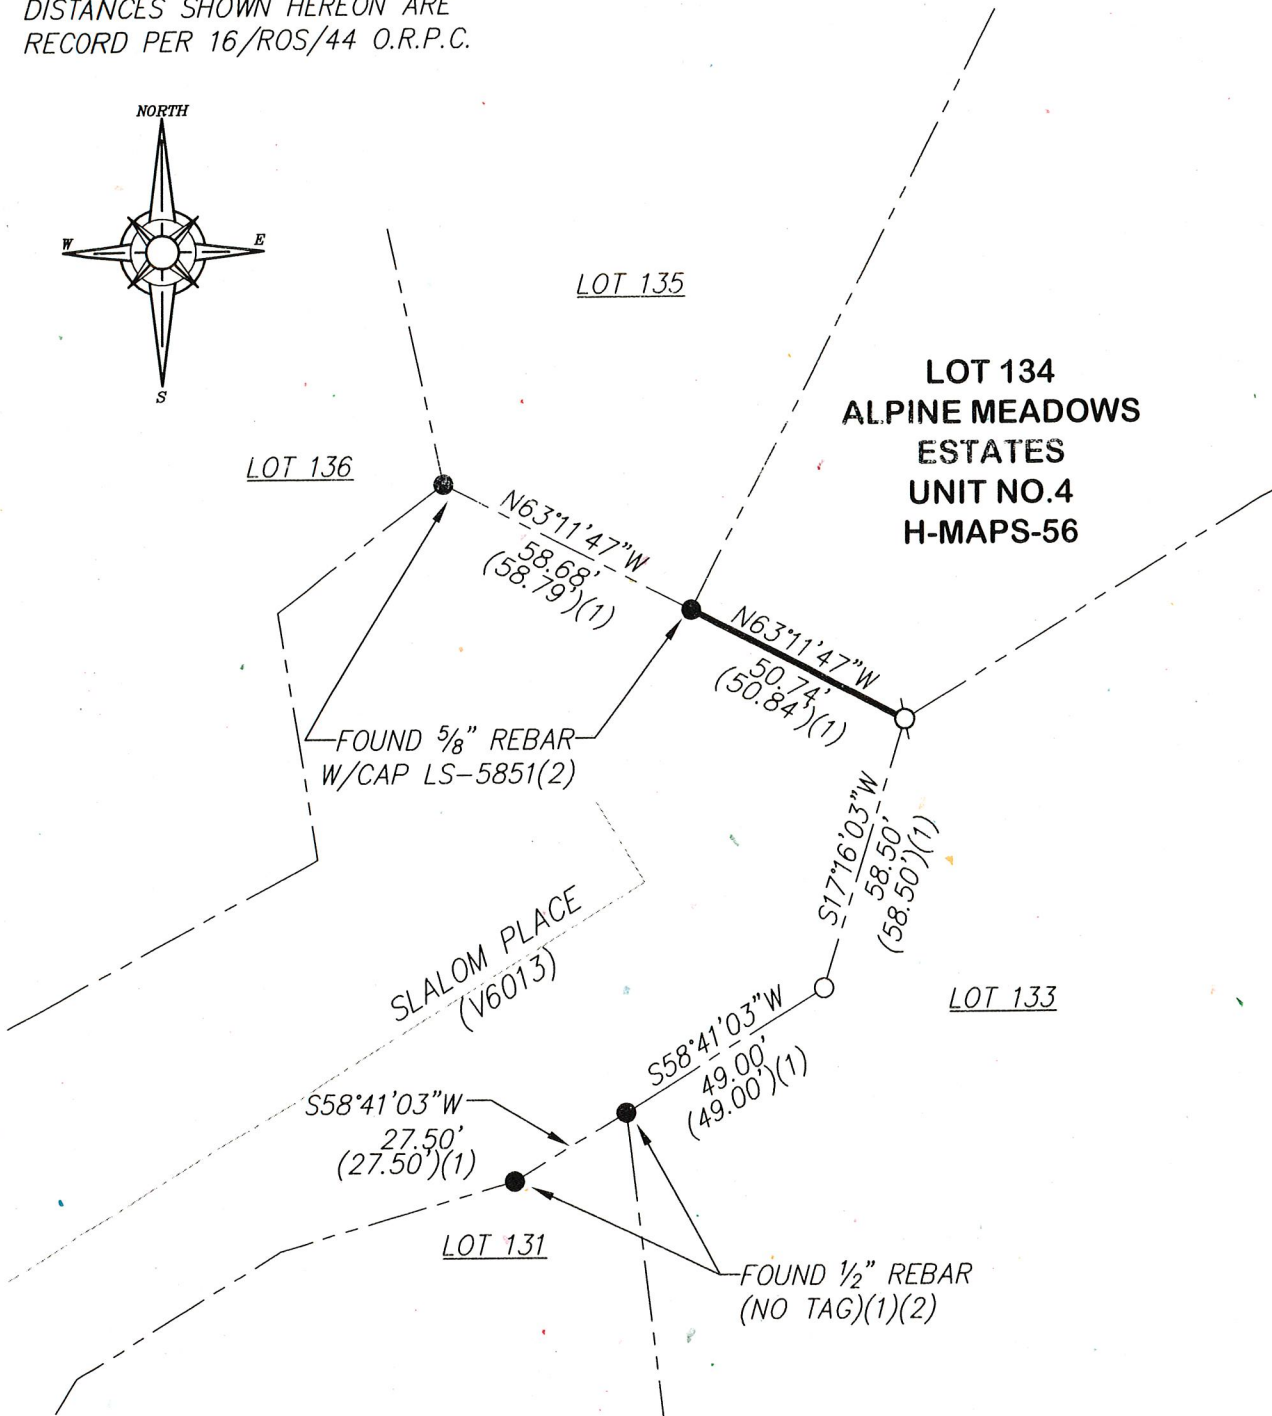 DISTANCES SHOWN HEREON ARE
RECORD PER 16/ROS/44 O.R.P.C.
NORTH
W
E
S
LOT 135
LOT 134
ALPINE MEADOWS
ESTATES
UNIT NO.4
H-MAPS-56
LOT 136
N63°11'47"W
58.68'
(58.79')(1)
N63°11'47"W
50.74'
(50.84')(1)
FOUND 5/8" REBAR
W/CAP LS-5851(2)
S17°16'03"W
58.50'
(58.50')(1)
SLALOM PLACE
(V6013)
LOT 133
S58°41'03"W
49.00'
(49.00')(1)
S58°41'03"W
27.50'
(27.50')(1)
LOT 131
FOUND 1/2" REBAR
(NO TAG)(1)(2)